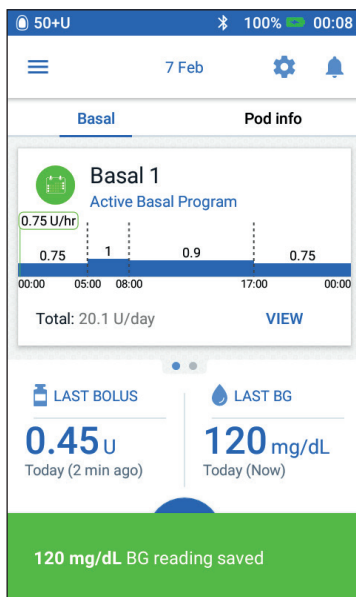 50+U 100% 00:08
7 Feb
Basal Pod info
Basal 1
Active Basal Program
0.75 U/hr
0.75 1 0.9 0.75
00:00 05:00 08:00 17:00 00:00
Total: 20.1 U/day VIEW
LAST BOLUS LAST BG
0.45 U 120 mg/dL
Today (2 min ago) Today (Now)
120 mg/dL BG reading saved